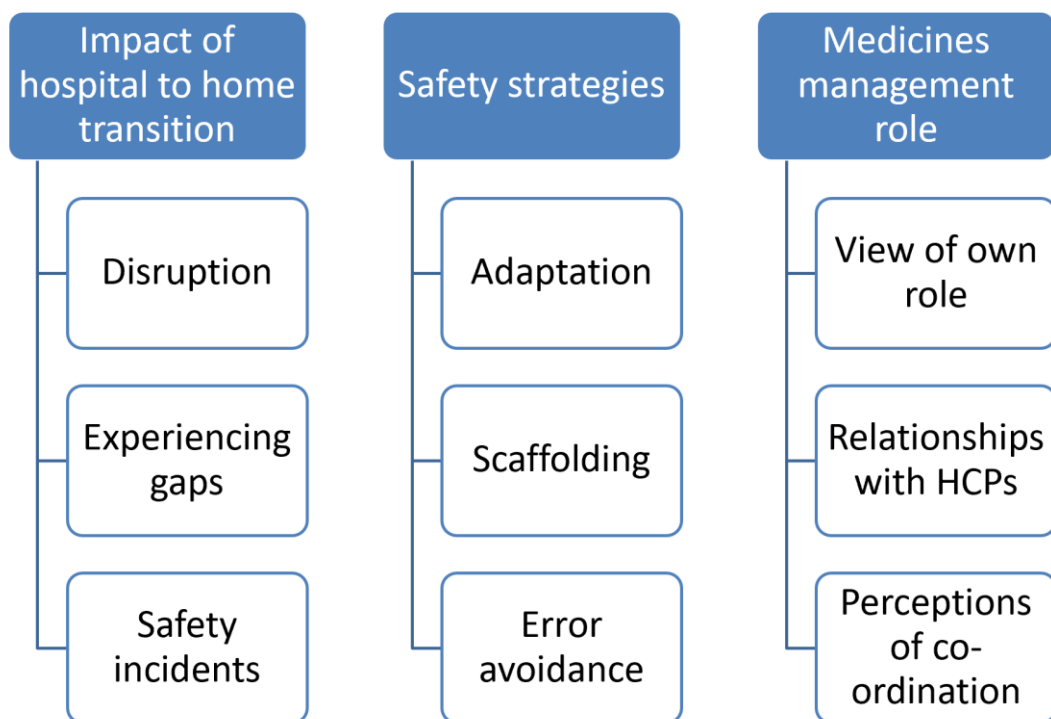 Impact of
hospital to home
transition
Disruption
Experiencing
gaps
Safety
incidents
Safety strategies
Adaptation
Scaffolding
Error
avoidance
Medicines
management
role
View of own
role
Relationships
with HCPs
Perceptions
of co-
ordination